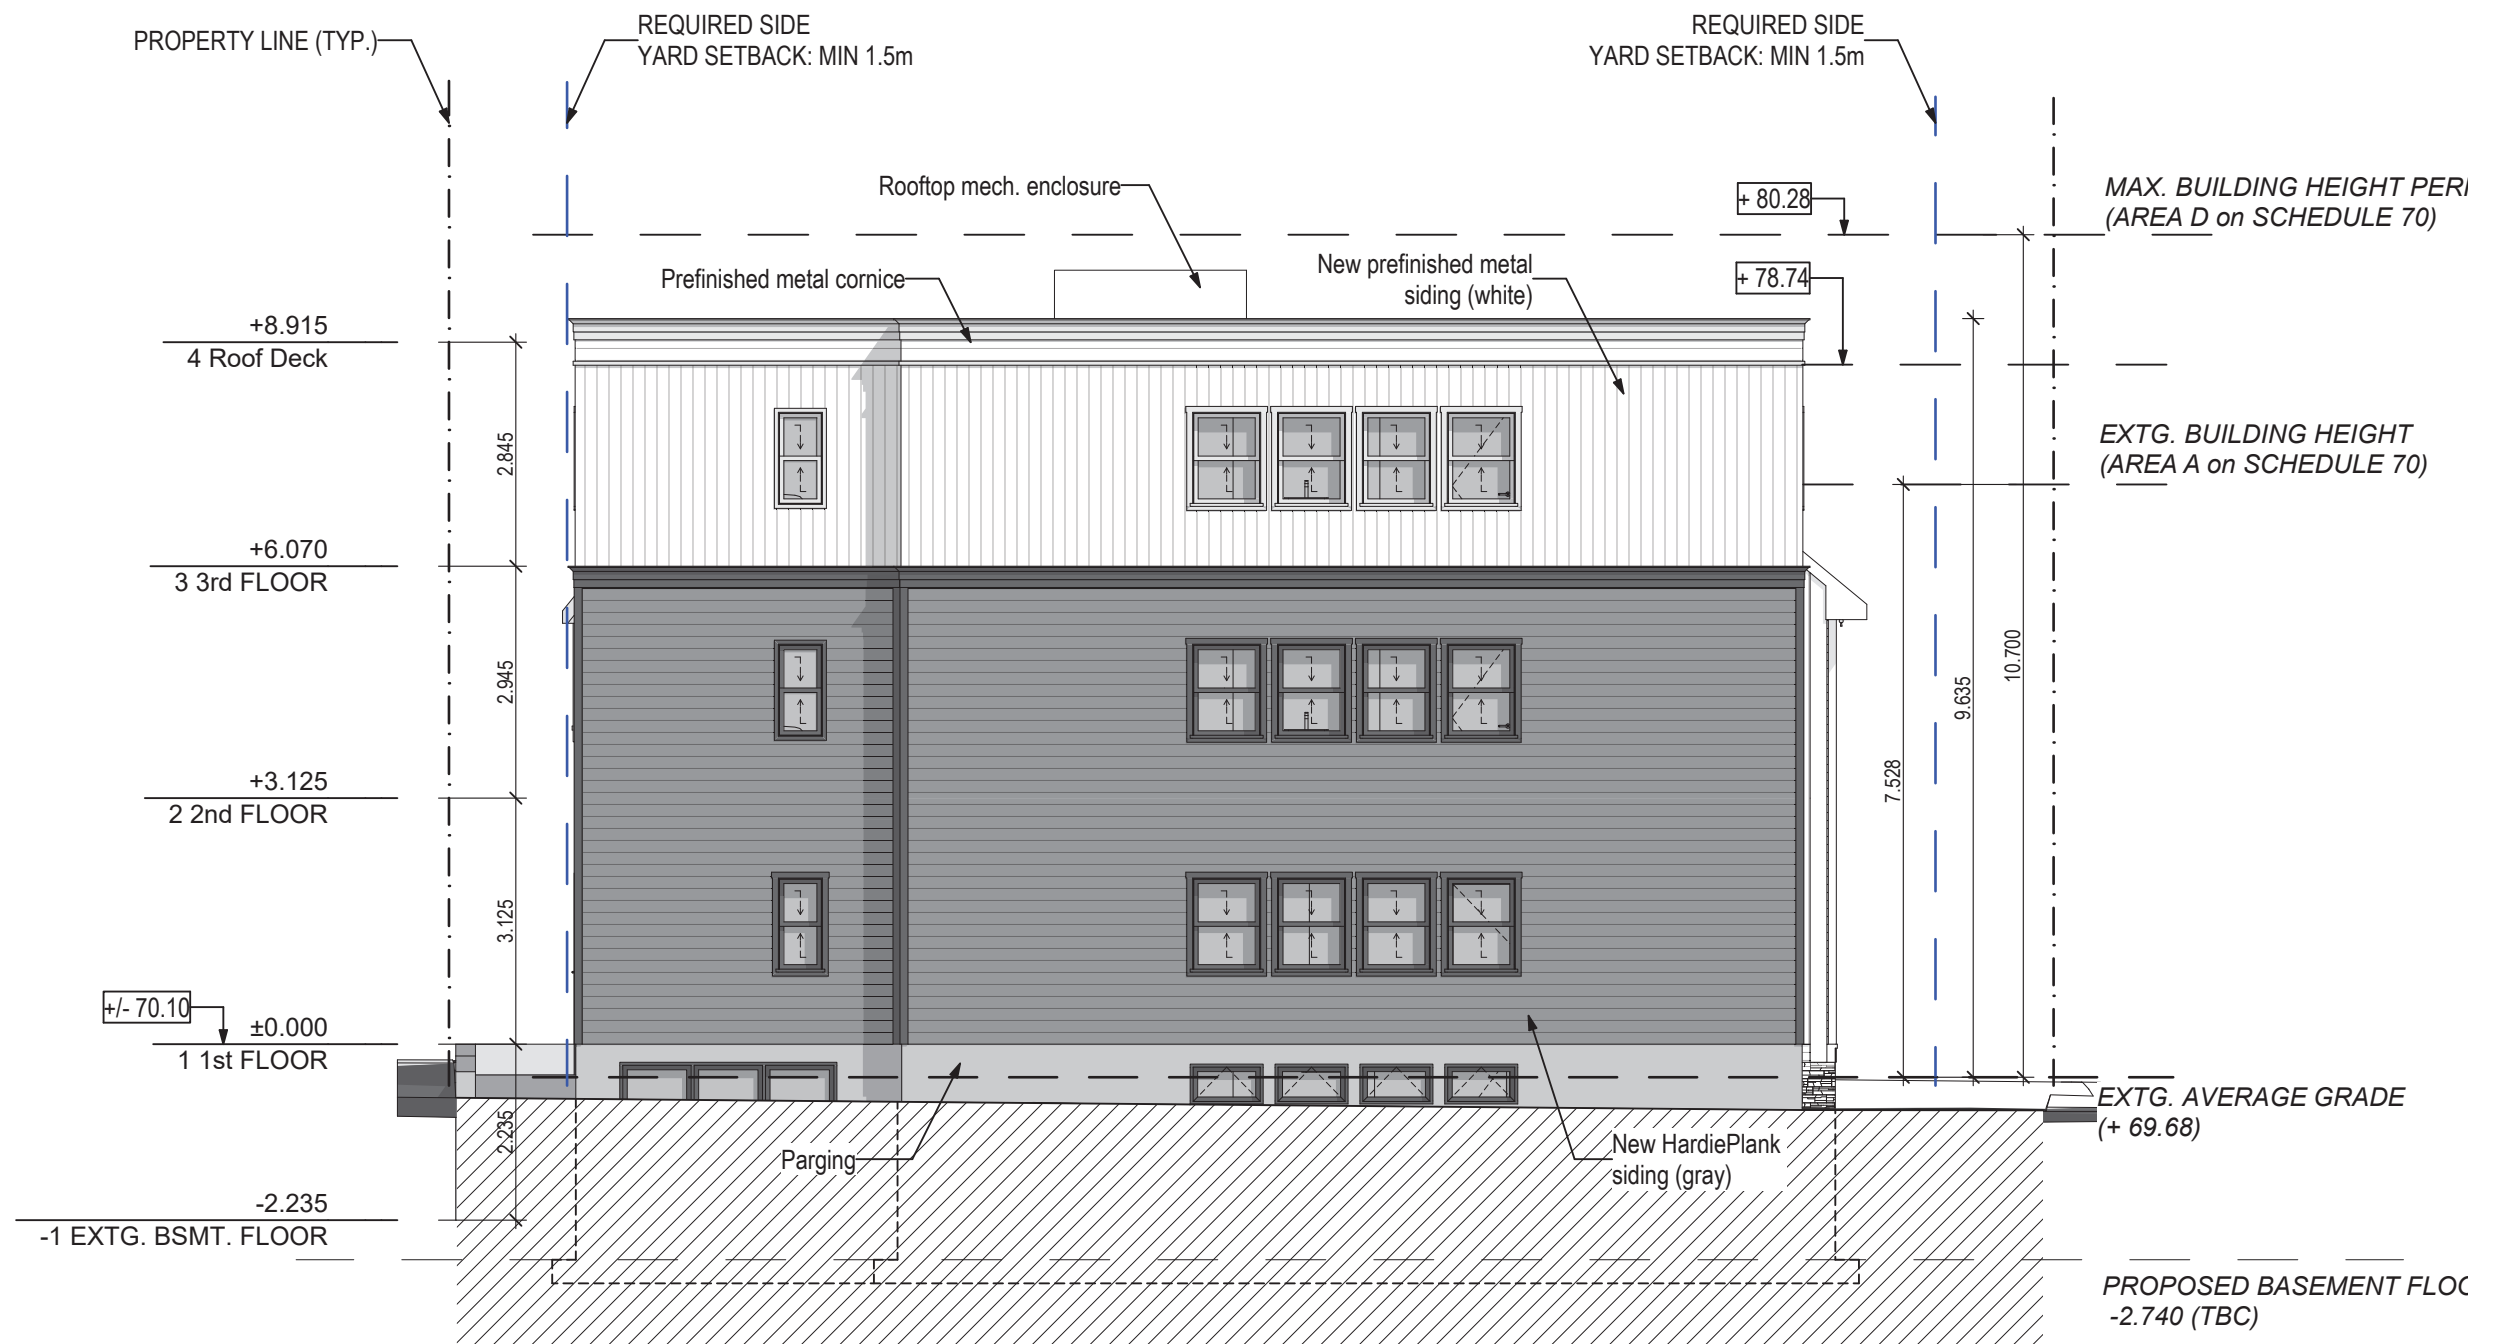 PROPERTY LINE (TYP.)
REQUIRED SIDE
YARD SETBACK: MIN 1.5m
REQUIRED SIDE
YARD SETBACK: MIN 1.5m
Rooftop mech. enclosure
+ 80.28
MAX. BUILDING HEIGHT
(AREA D on SCHEDULE 70)
Prefinished metal cornice
New prefinished metal
siding (white)
+ 78.74
+8.915
4 Roof Deck
2.845
EXTG. BUILDING HEIGHT
(AREA A on SCHEDULE 70)
+6.070
3 3rd FLOOR
2.945
10.700
9.635
7.528
+3.125
2 2nd FLOOR
3.125
+/- 70.10
±0.000
1 1st FLOOR
2.235
EXTG. AVERAGE GRADE
(+ 69.68)
Parging
New HardiePlank
siding (gray)
-2.235
-1 EXTG. BSMT. FLOOR
PROPOSED BASEMENT
-2.740 (TBC)